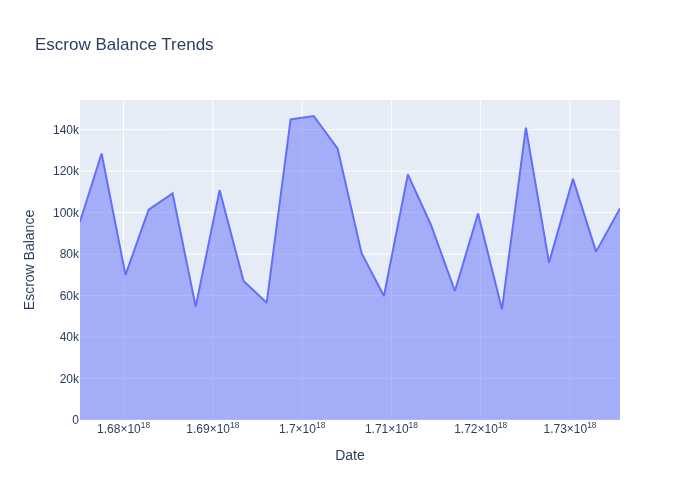 Escrow Balance Trends
Escrow Balance
140k
120k
100k
80k
60k
40k
20k
0
1.68×10¹⁸ 1.69×10¹⁸ 1.7×10¹⁸ 1.71×10¹⁸ 1.72×10¹⁸ 1.73×10¹⁸
Date